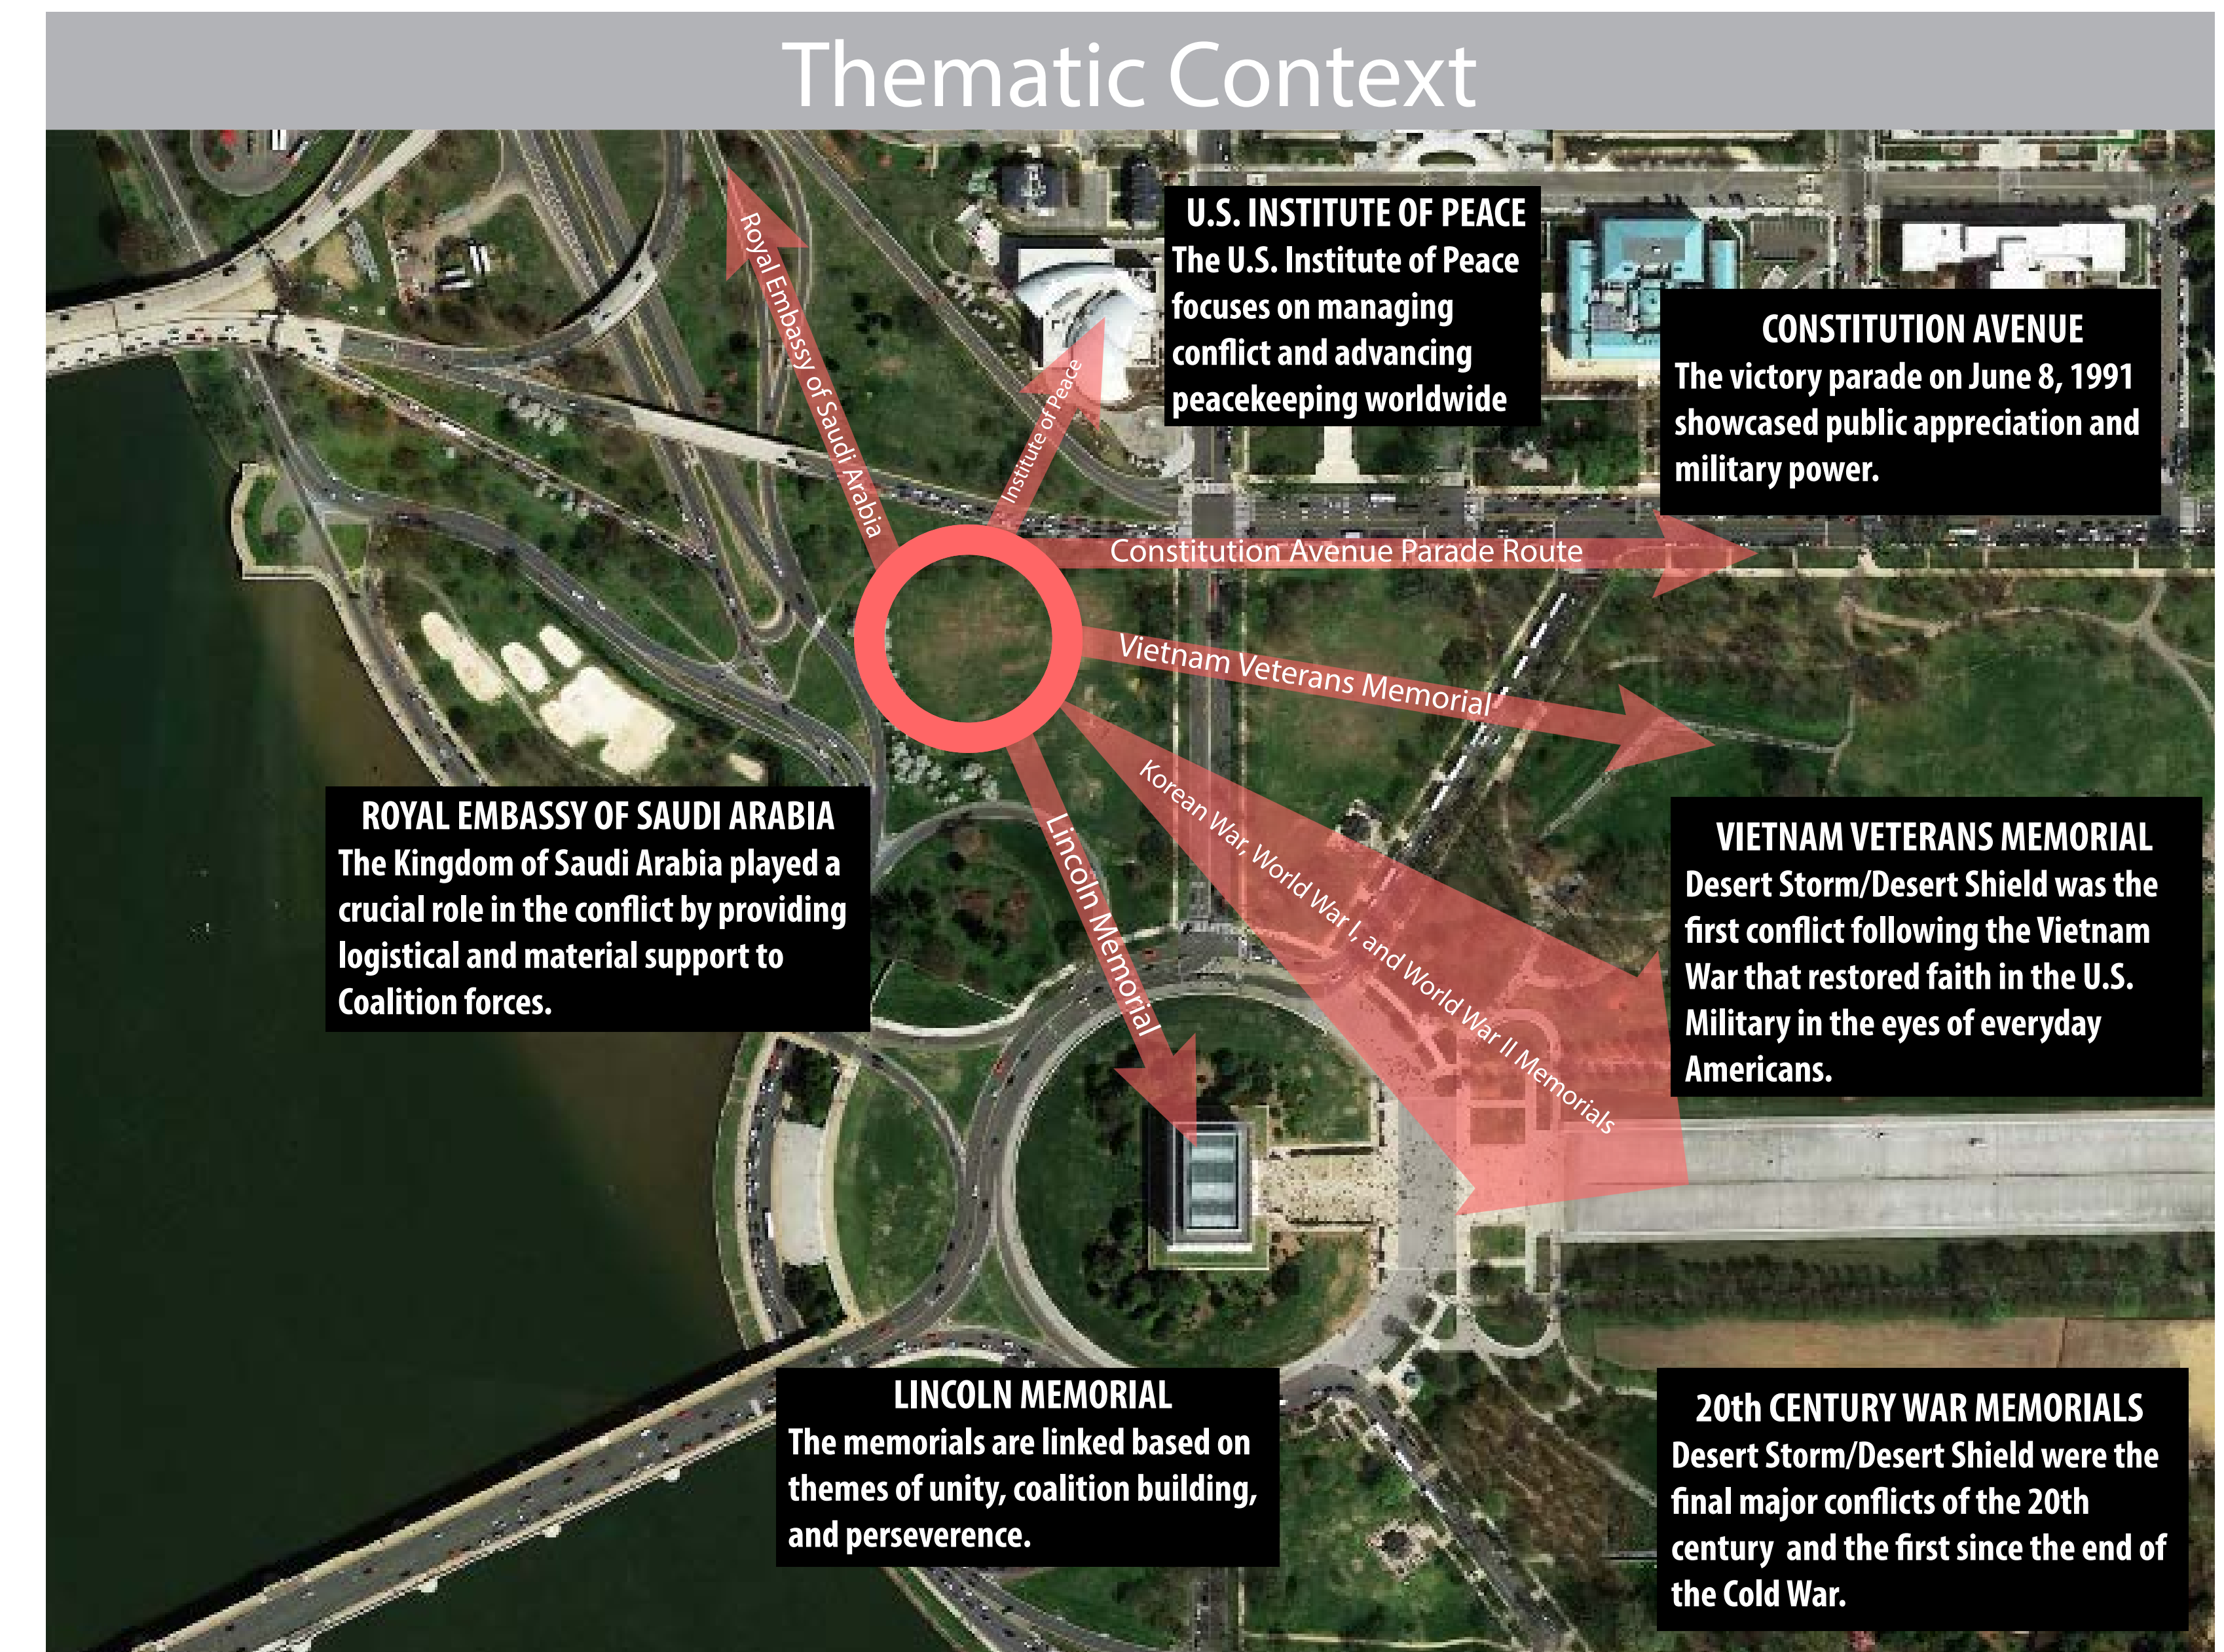 Thematic Context
Royal Embassy of Saudi Arabia
Institute of Peace
U.S. INSTITUTE OF PEACE
The U.S. Institute of Peace
focuses on managing
conflict and advancing
peacekeeping worldwide
CONSTITUTION AVENUE
The victory parade on June 8, 1991
showcased public appreciation and
military power.
Constitution Avenue Parade Route
Vietnam Veterans Memorial
Korean War, World War I, and World War II Memorials
Lincoln Memorial
ROYAL EMBASSY OF SAUDI ARABIA
The Kingdom of Saudi Arabia played a
crucial role in the conflict by providing
logistical and material support to
Coalition forces.
VIETNAM VETERANS MEMORIAL
Desert Storm/Desert Shield was the
first conflict following the Vietnam
War that restored faith in the U.S.
Military in the eyes of everyday
Americans.
LINCOLN MEMORIAL
The memorials are linked based on
themes of unity, coalition building,
and perseverence.
20th CENTURY WAR MEMORIALS
Desert Storm/Desert Shield were the
final major conflicts of the 20th
century  and the first since the end of
the Cold War.